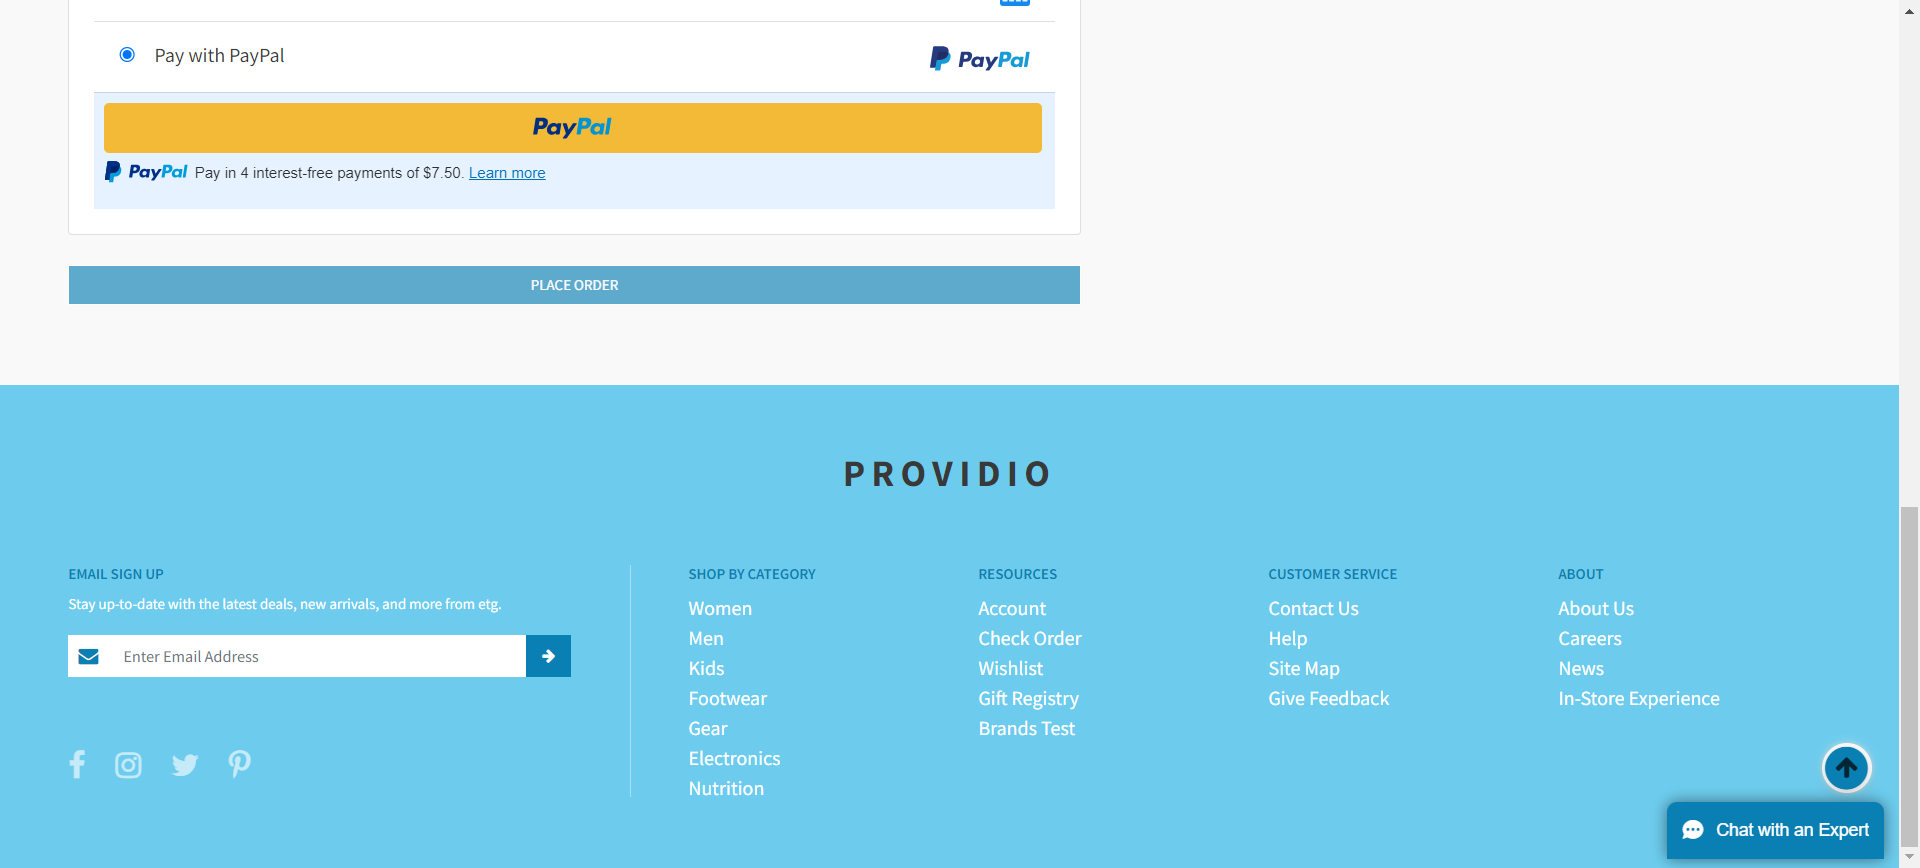 Pay with PayPal
PayPal
PayPal
PayPal Pay in 4 interest-free payments of $7.50. Learn more
PLACE ORDER
PROVIDIO
EMAIL SIGN UP
Stay up-to-date with the latest deals, new arrivals, and more from etg.
Enter Email Address
SHOP BY CATEGORY
Women
Men
Kids
Footwear
Gear
Electronics
Nutrition
RESOURCES
Account
Check Order
Wishlist
Gift Registry
Brands Test
CUSTOMER SERVICE
Contact Us
Help
Site Map
Give Feedback
ABOUT
About Us
Careers
News
In-Store Experience
Chat with an Expert